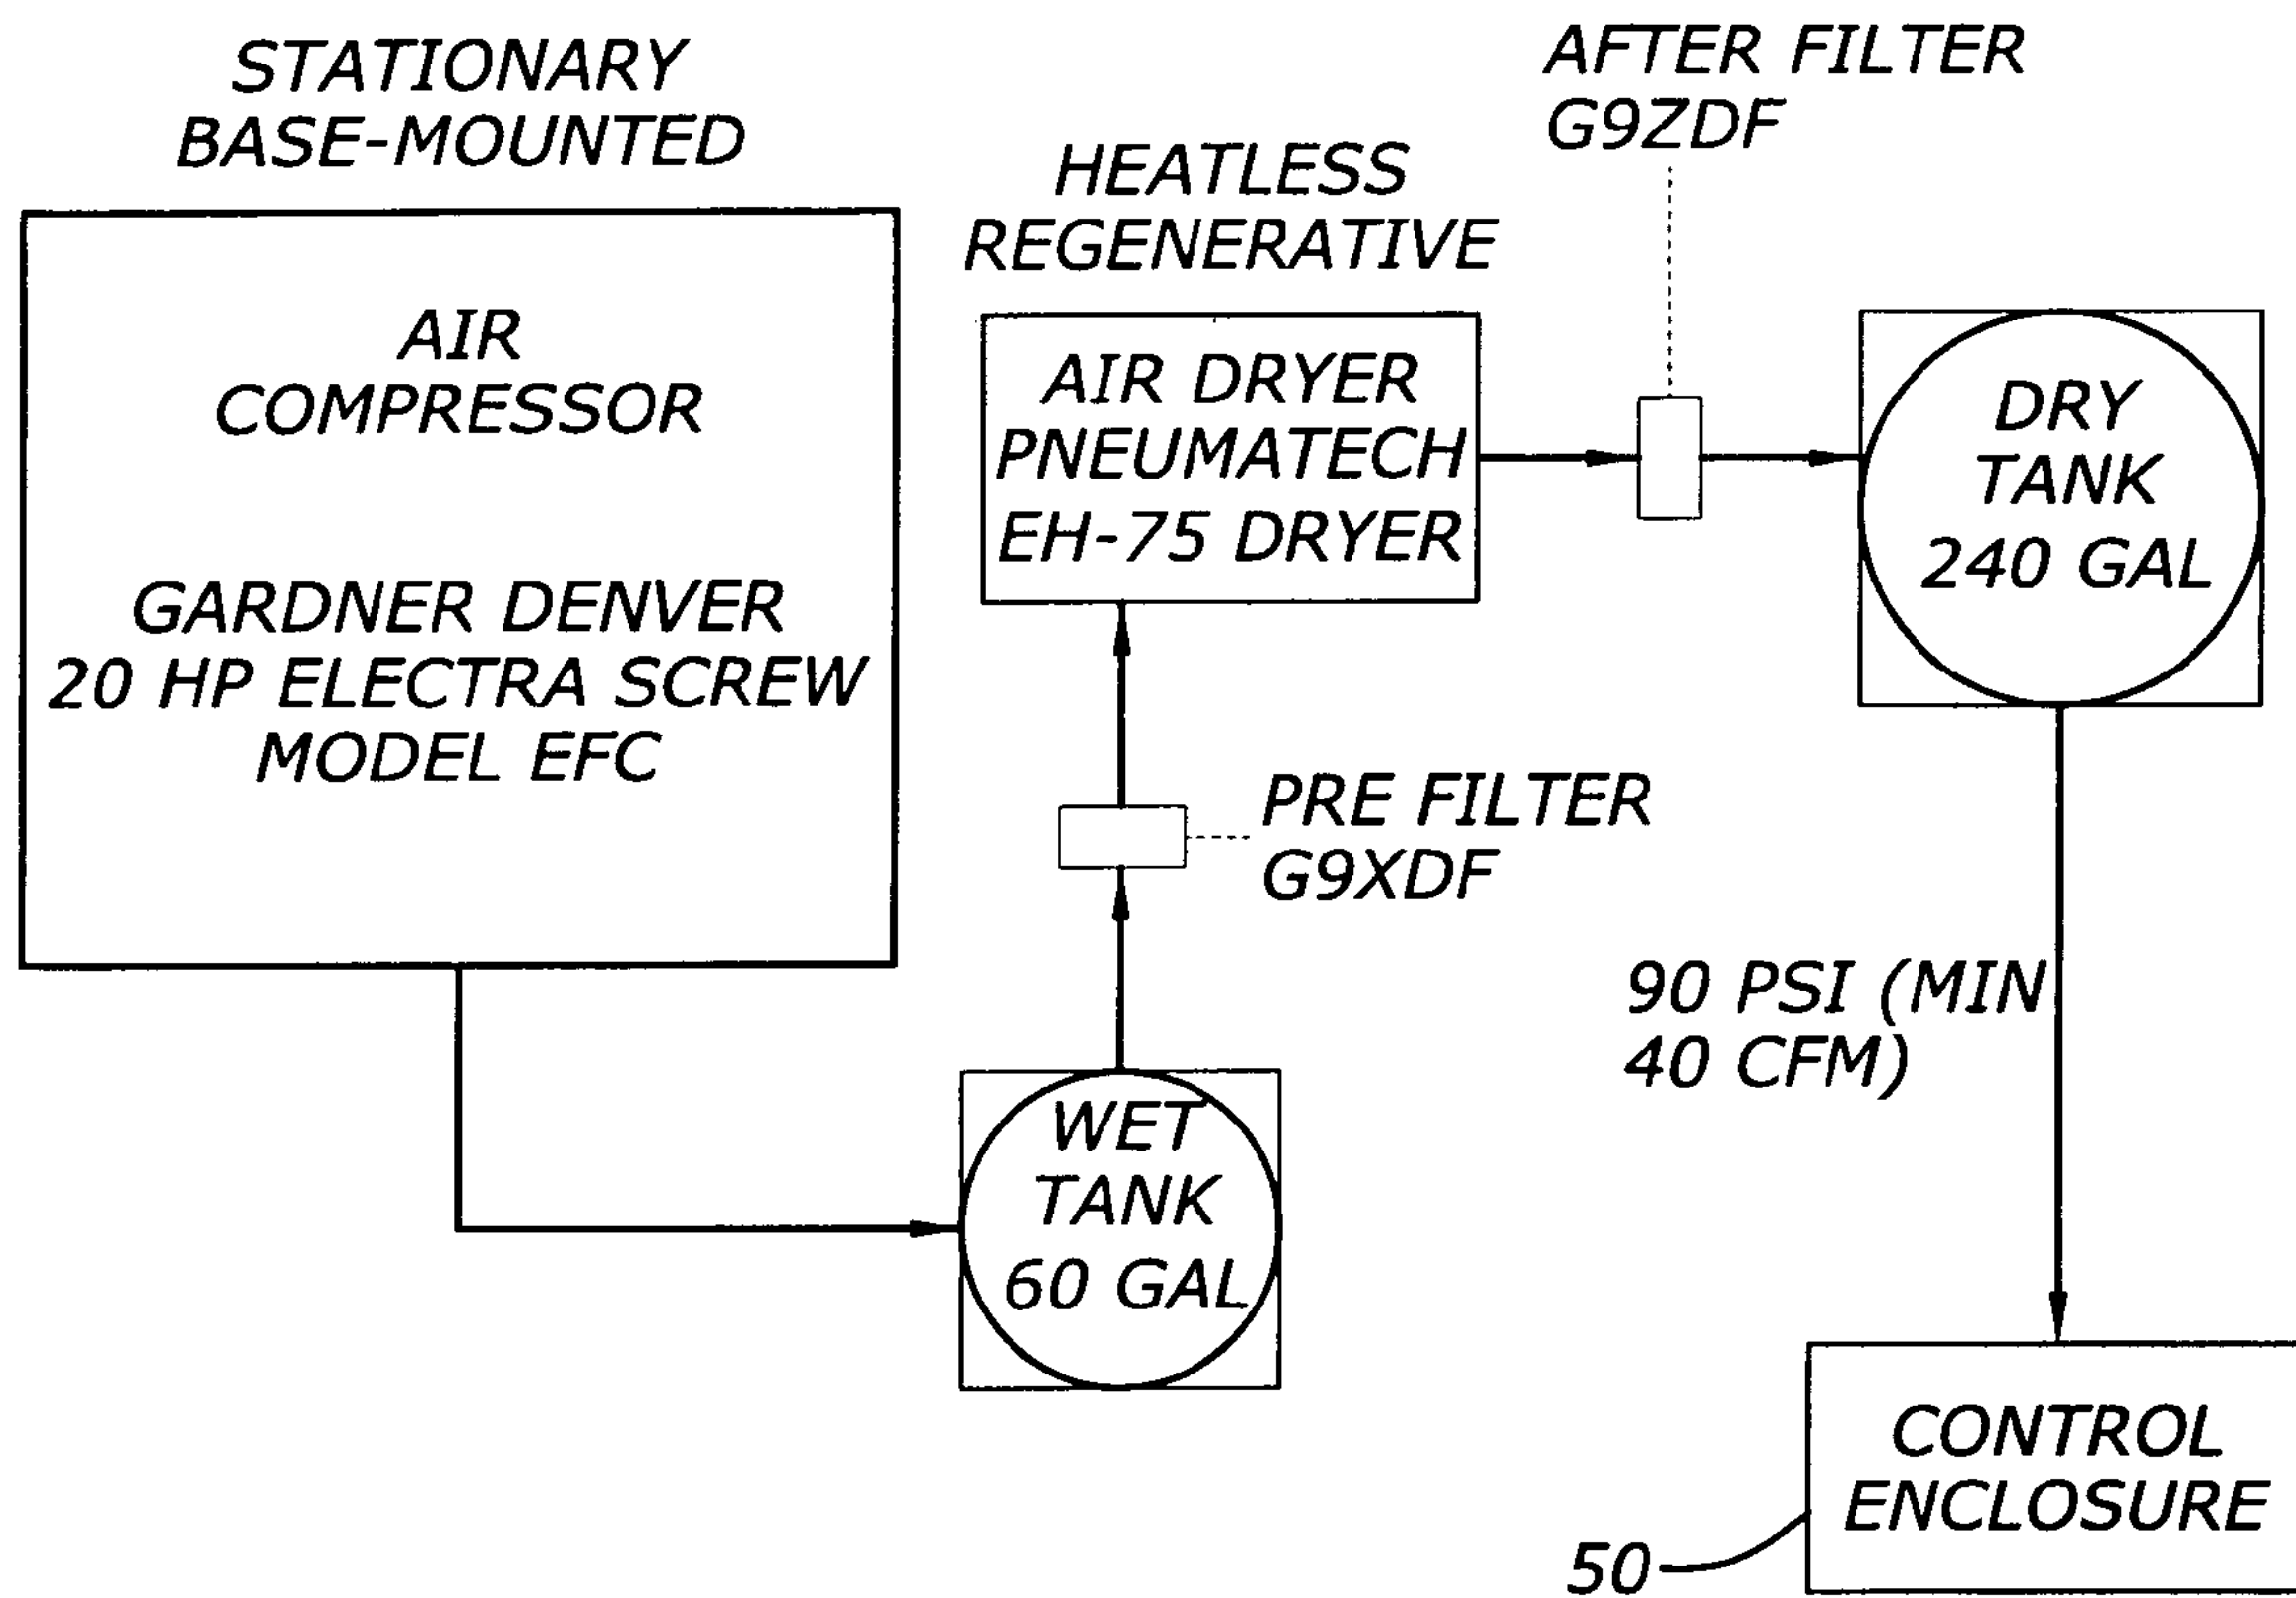 STATIONARY
BASE-MOUNTED
AIR
COMPRESSOR
GARDNER DENVER
20 HP ELECTRA SCREW
MODEL EFC
HEATLESS
REGENERATIVE
AIR DRYER
PNEUMATECH
EH-75 DRYER
AFTER FILTER
G9ZDF
DRY
TANK
240 GAL
PRE FILTER
G9XDF
WET
TANK
60 GAL
90 PSI (MIN
40 CFM)
CONTROL
ENCLOSURE
50